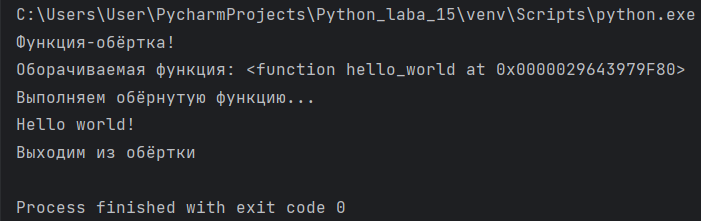 C:\Users\User\PycharmProjects\Python_laba_15\venv\Scripts\python.exe
Функция-обёртка!
Оборачиваемая функция: <function hello_world at 0x0000029643979F80>
Выполняем обёрнутую функцию...
Hello world!
Выходим из обёртки
Process finished with exit code 0